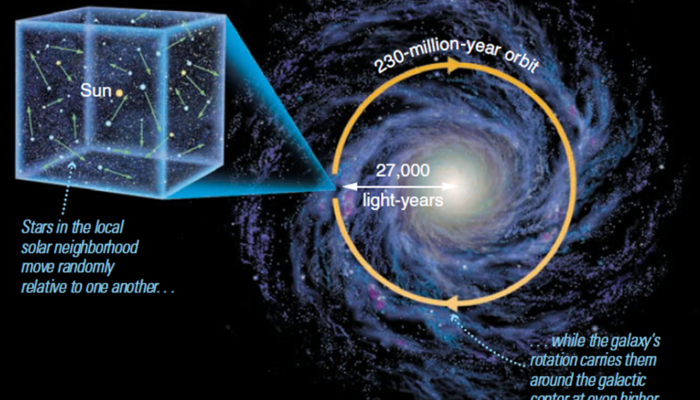 Sun
Stars in the local
solar neighborhood
move randomly
relative to one another...
230-million-year orbit
27,000
light-years
...while the galaxy's
rotation carries them
around the galactic
center at even higher